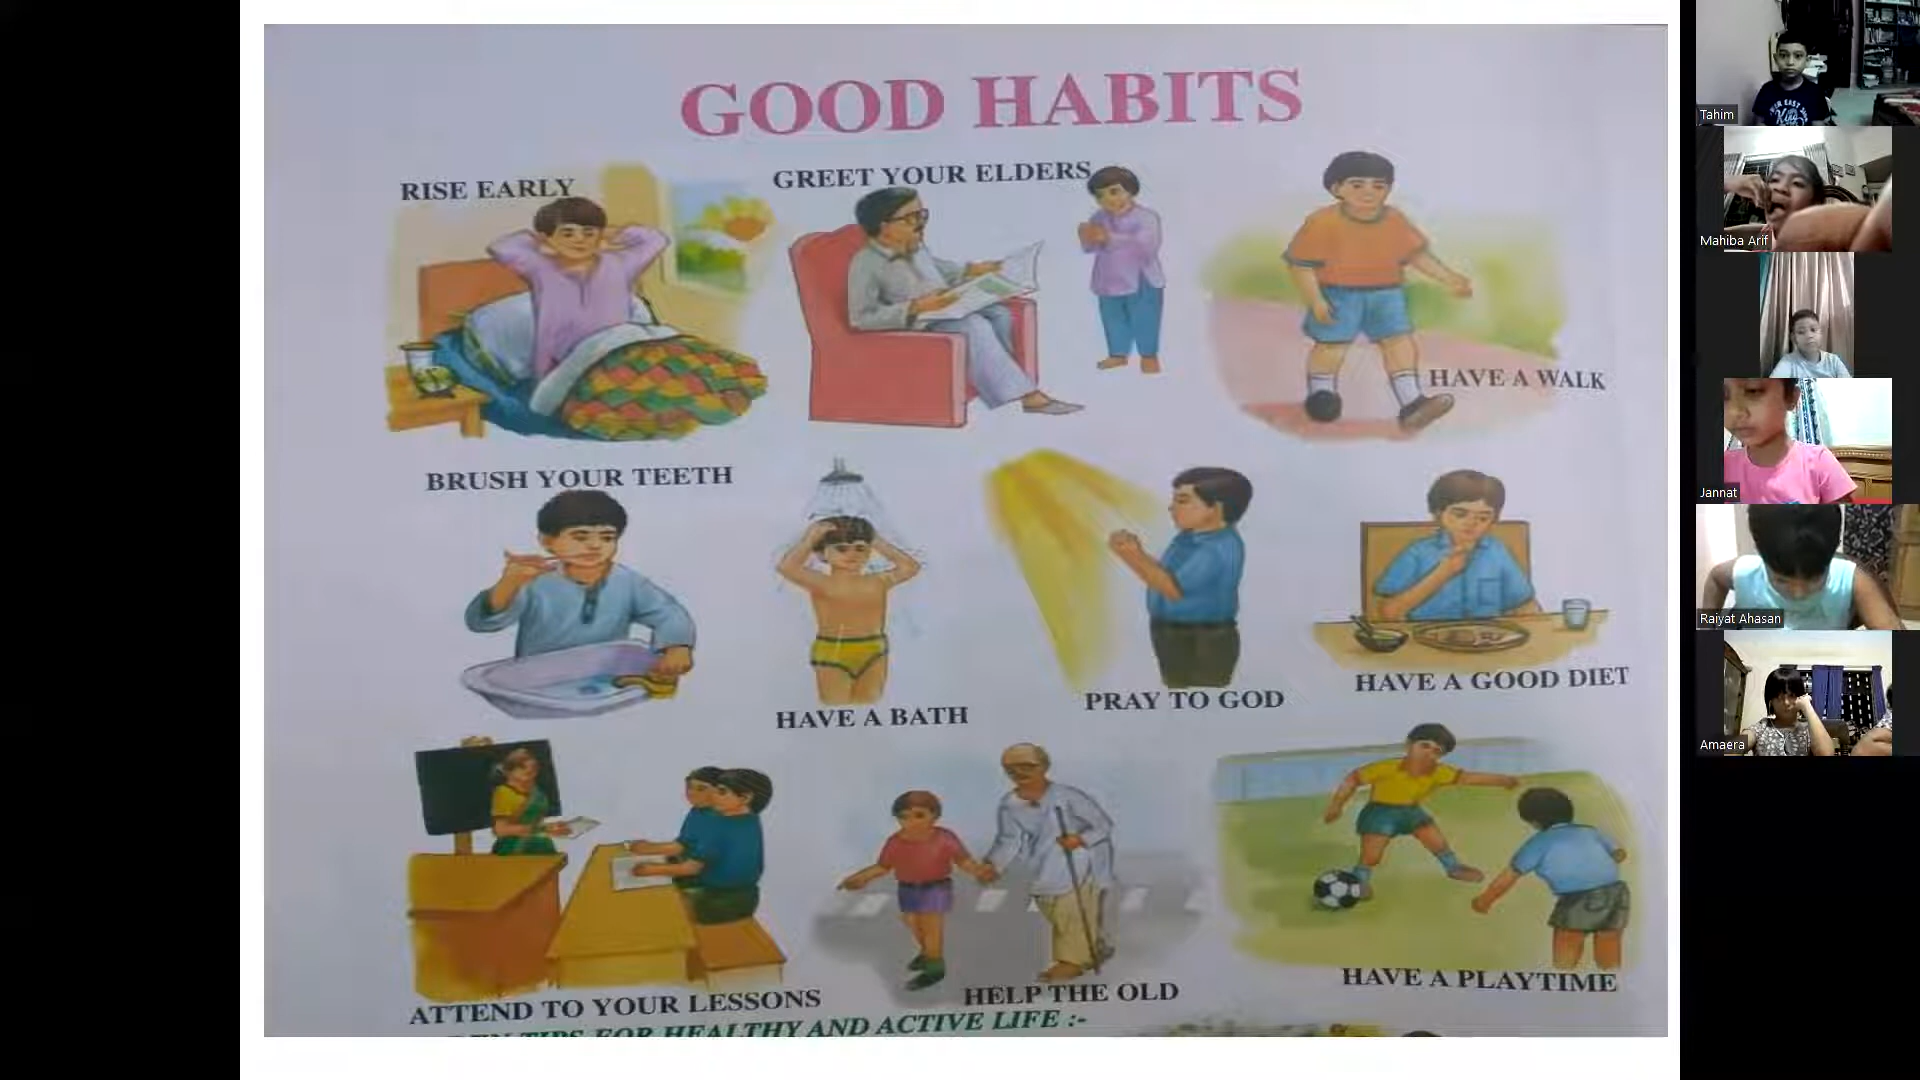 GOOD HABITS
RISE EARLY
GREET YOUR ELDERS
HAVE A WALK
BRUSH YOUR TEETH
HAVE A BATH
PRAY TO GOD
HAVE A GOOD DIET
ATTEND TO YOUR LESSONS
HELP THE OLD
HAVE A PLAYTIME
TIPS FOR HEALTHY AND ACTIVE LIFE :-
Tahim
Mahiba Arif
Jannat
Raiyat Ahasan
Amaera